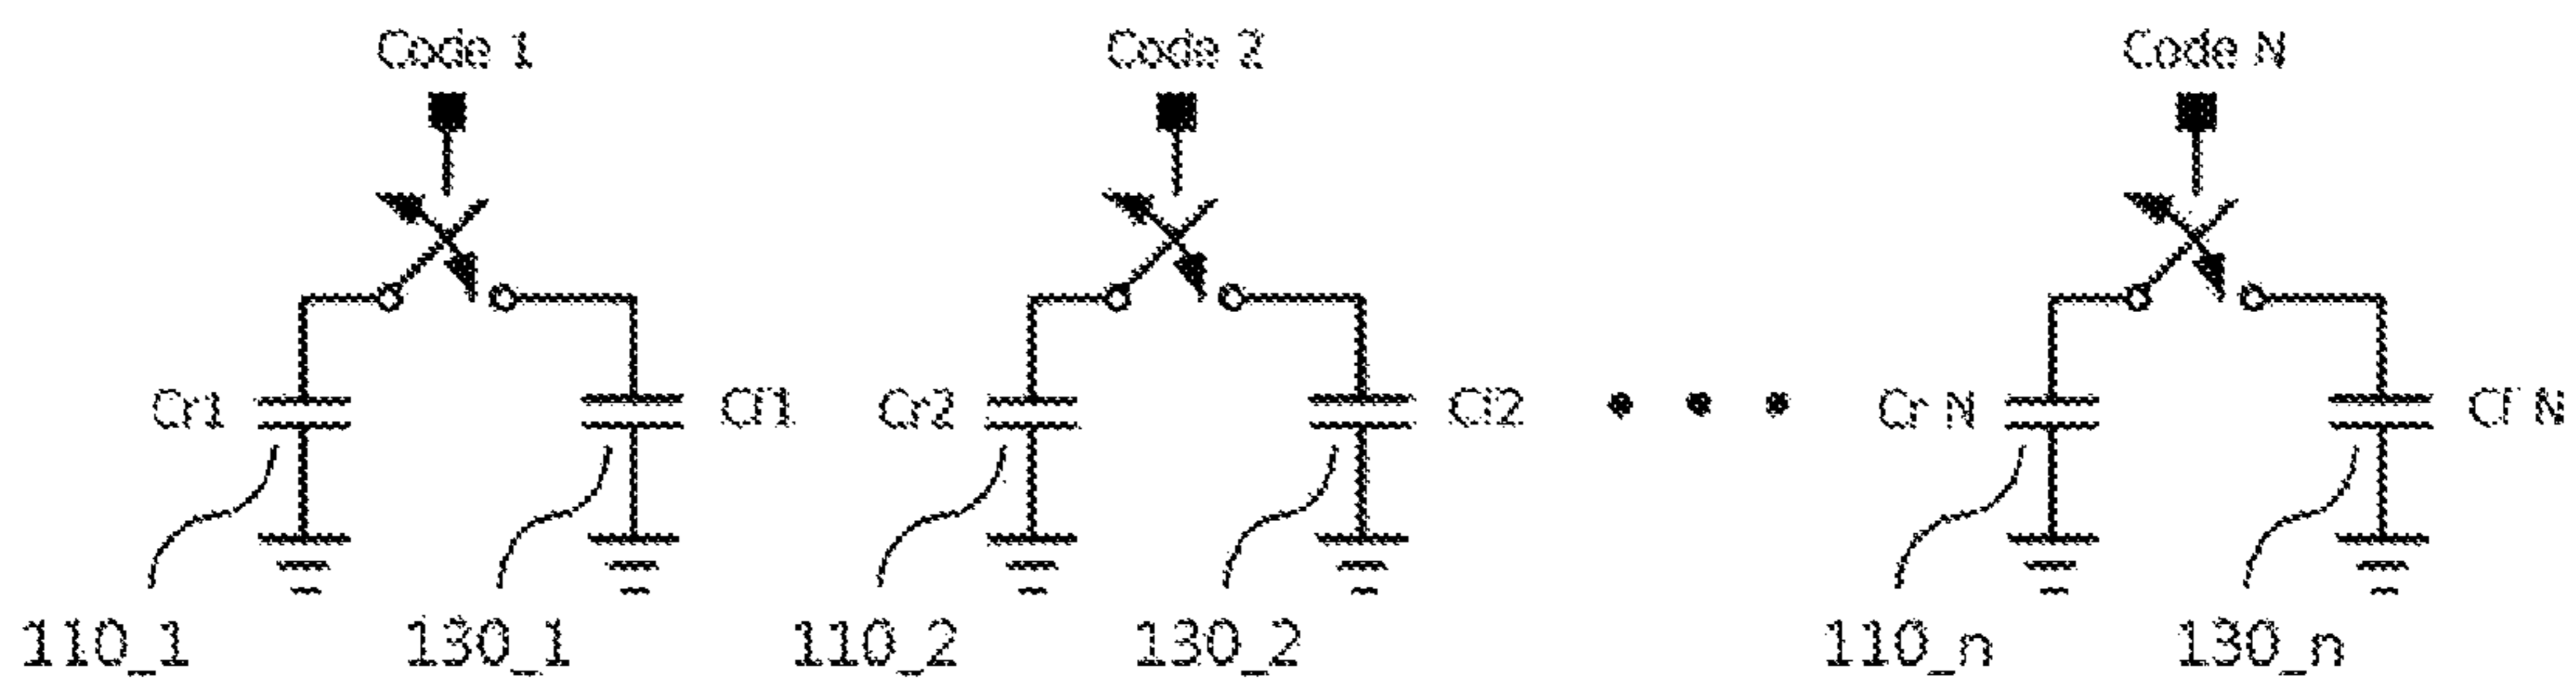 Code 1
Code 2
Code N
Cr1
Cf1
Cr2
Cf2
Cr N
Cf N
110_1
130_1
110_2
130_2
110_n
130_n